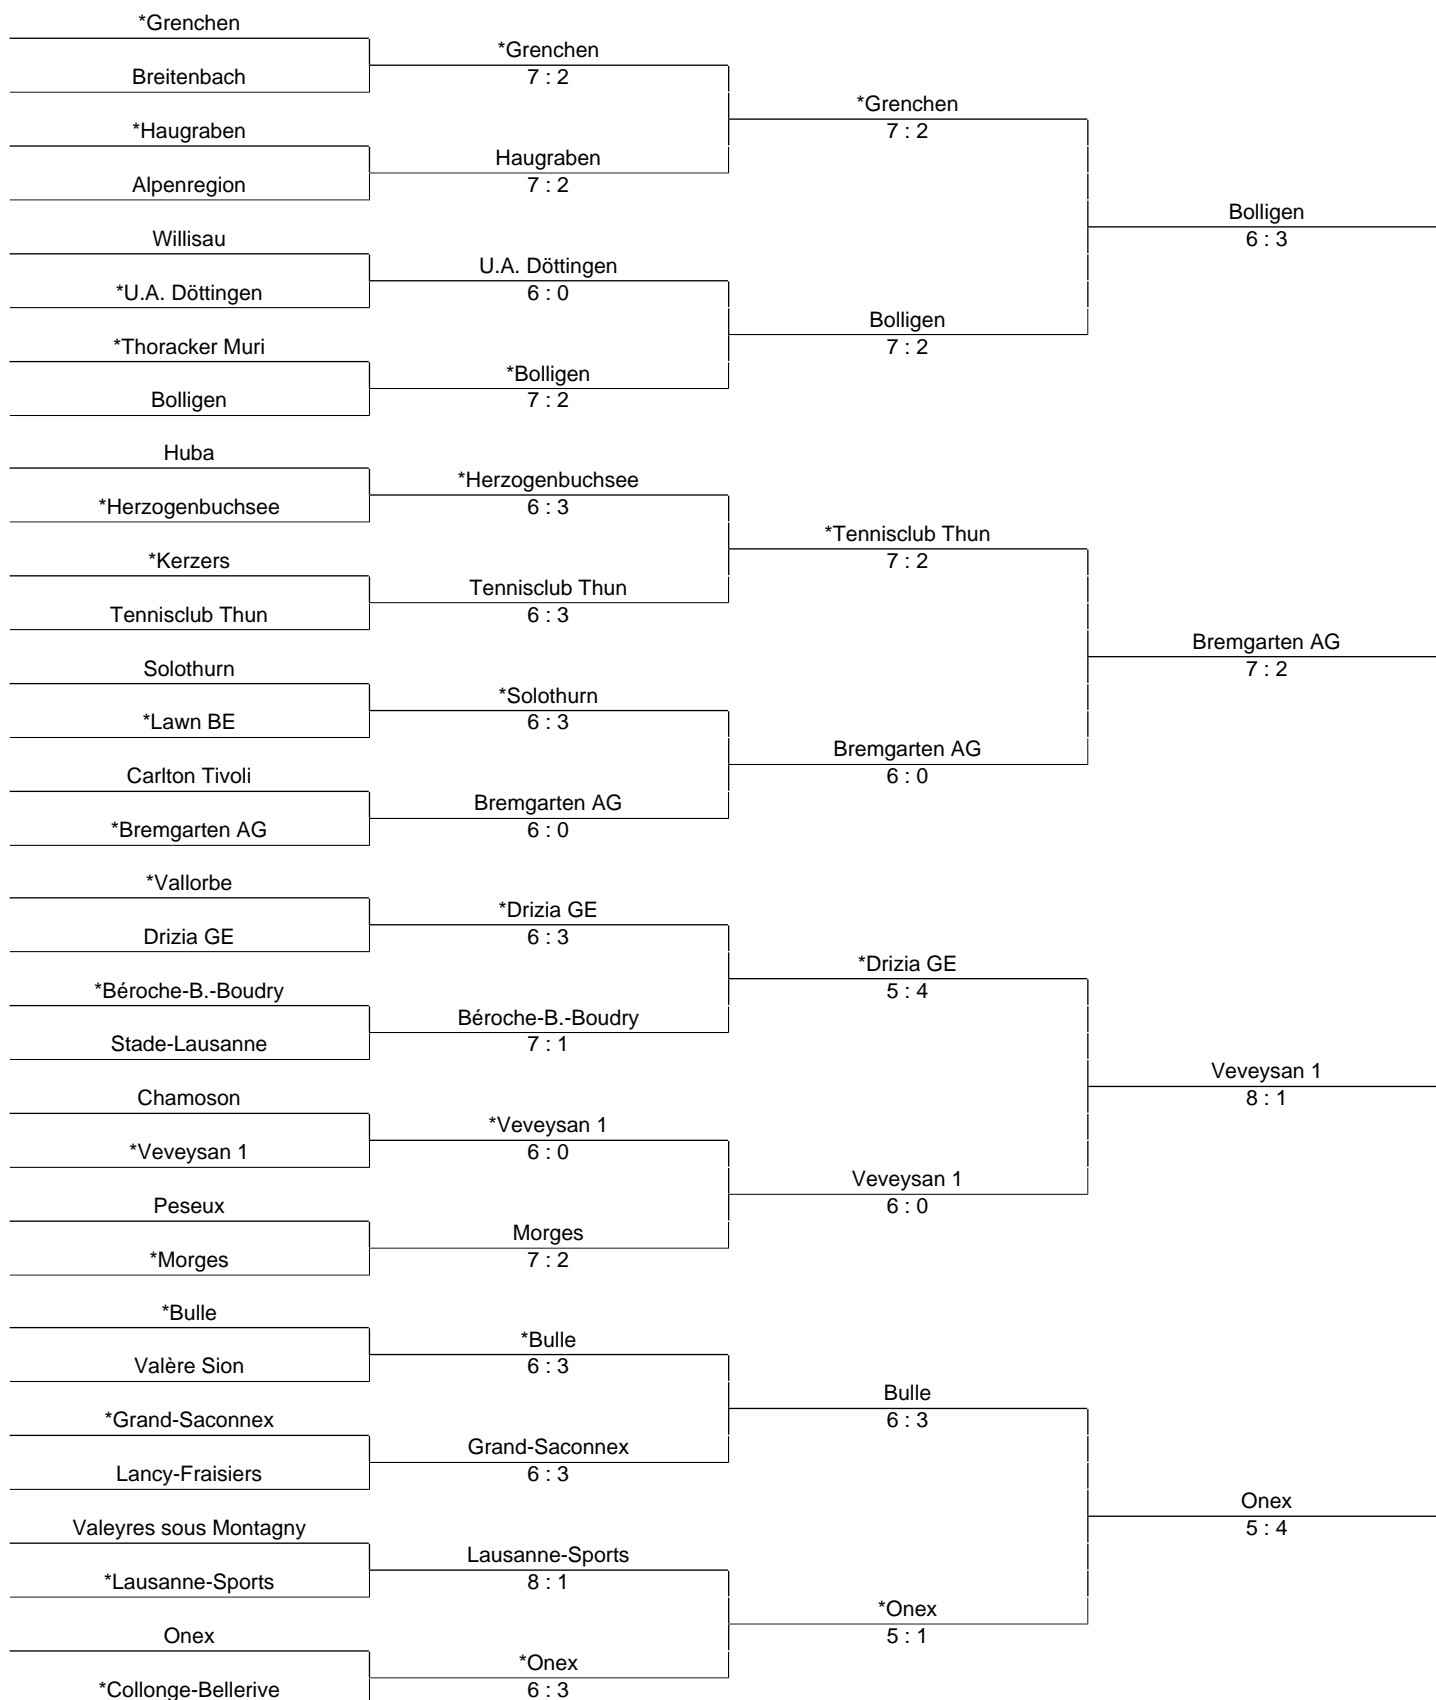 *Grenchen
Breitenbach
*Haugraben
Alpenregion
Willisau
*U.A. Döttingen
*Thoracker Muri
Bolligen
Huba
*Herzogenbuchsee
*Kerzers
Tennisclub Thun
Solothurn
*Lawn BE
Carlton Tivoli
*Bremgarten AG
*Vallorbe
Drizia GE
*Béroche-B.-Boudry
Stade-Lausanne
Chamoson
*Veveysan 1
Peseux
*Morges
*Bulle
Valère Sion
*Grand-Saconnex
Lancy-Fraisiers
Valeyres sous Montagny
*Lausanne-Sports
Onex
*Collonge-Bellerive
*Grenchen
7 : 2
Haugraben
7 : 2
U.A. Döttingen
6 : 0
*Bolligen
7 : 2
*Herzogenbuchsee
6 : 3
Tennisclub Thun
6 : 3
*Solothurn
6 : 3
Bremgarten AG
6 : 0
*Drizia GE
6 : 3
Béroche-B.-Boudry
7 : 1
*Veveysan 1
6 : 0
Morges
7 : 2
*Bulle
6 : 3
Grand-Saconnex
6 : 3
Lausanne-Sports
8 : 1
*Onex
6 : 3
*Grenchen
7 : 2
Bolligen
7 : 2
*Tennisclub Thun
7 : 2
Bremgarten AG
6 : 0
*Drizia GE
5 : 4
Veveysan 1
6 : 0
Bulle
6 : 3
*Onex
5 : 1
Bolligen
6 : 3
Bremgarten AG
7 : 2
Veveysan 1
8 : 1
Onex
5 : 4